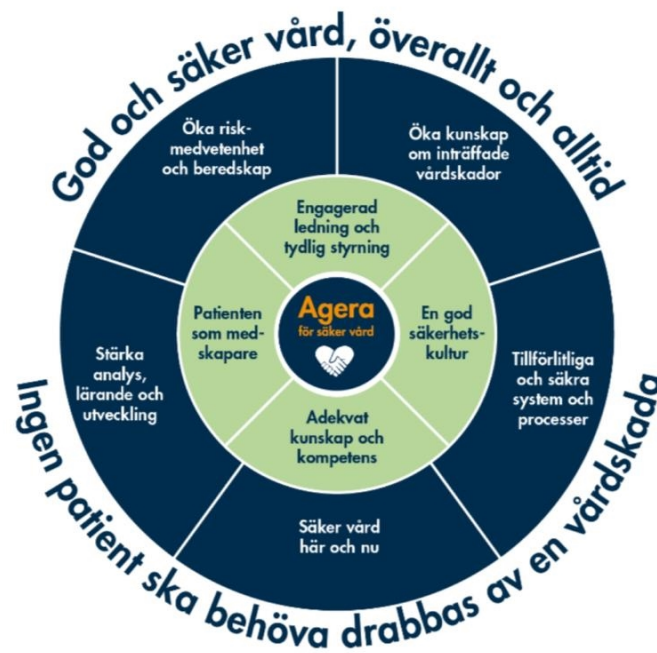 God och säker vård, överallt och alltid
Öka risk-
medvetenhet
och beredskap
Öka kunskap
om inträffade
vårdskador
Engagerad
ledning och
tydlig styrning
Patienten
som med-
skapare
Agera
för säker vård
En god
säkerhets-
kultur
Stärka
analys,
lärande och
utveckling
Tillförlitliga
och säkra
system och
processer
Adekvat
kunskap och
kompetens
Säker vård
här och nu
Ingen patient ska behöva drabbas av en vårdskada